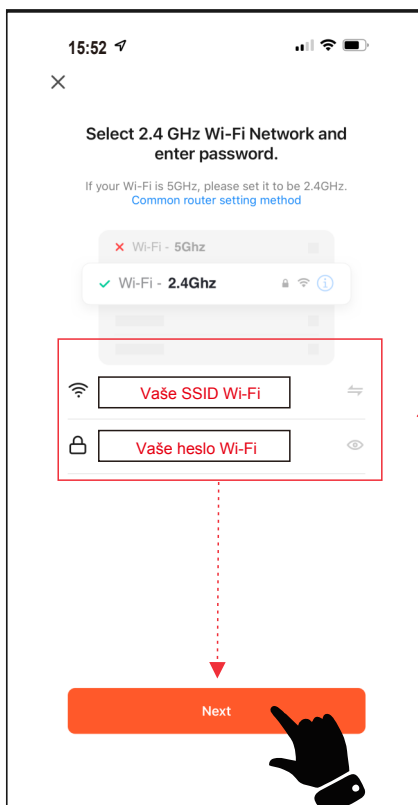 15:52
Select 2.4 GHz Wi-Fi Network and
enter password.
If your Wi-Fi is 5GHz, please set it to be 2.4GHz.
Common router setting method
Wi-Fi - 5Ghz
Wi-Fi - 2.4Ghz
Vaše SSID Wi-Fi
Vaše heslo Wi-Fi
Next